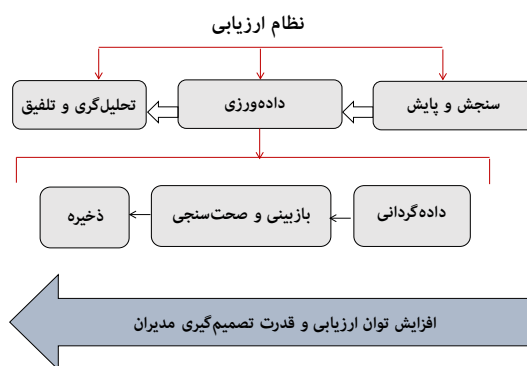 نظام ارزیابی
سنجش و پایش
داده‌ورزی
تحلیل‌گری و تلفیق
داده‌گردانی
بازبینی و صحت‌سنجی
ذخیره
افزایش توان ارزیابی و قدرت تصمیم‌گیری مدیران